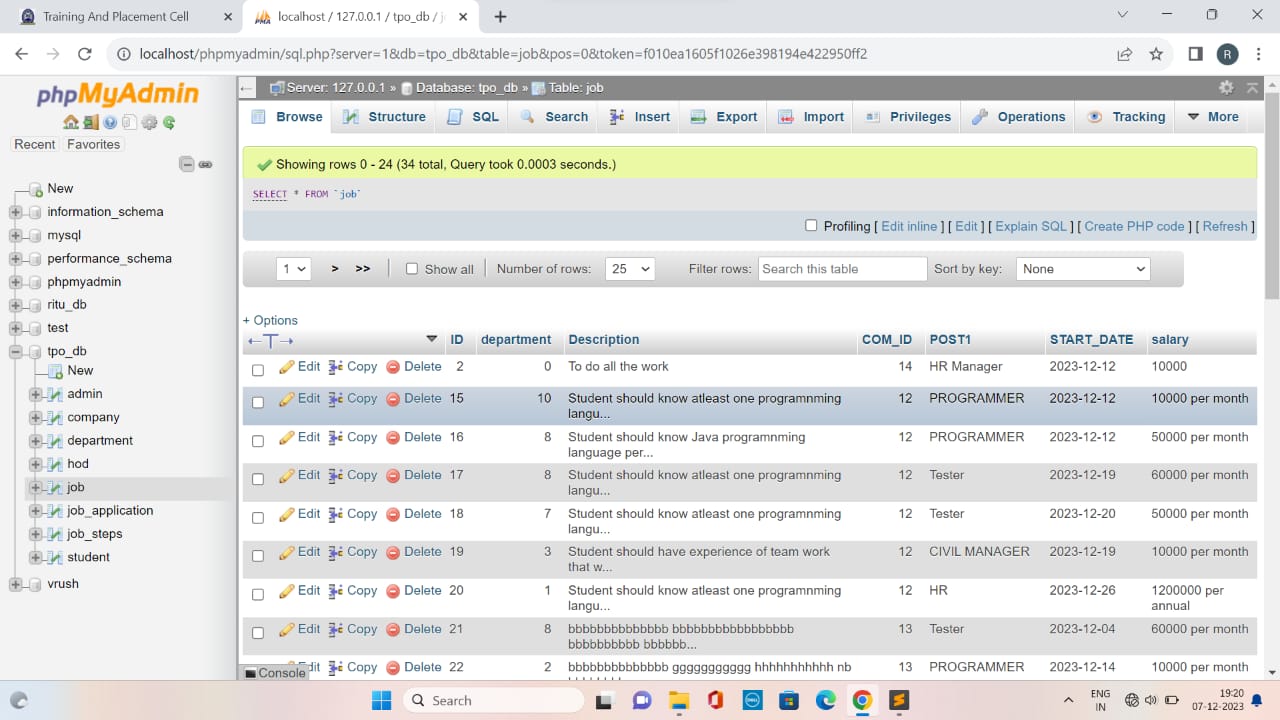 Training And Placement Cell
localhost / 127.0.0.1 / tpo_db / j
localhost/phpmyadmin/sql.php?server=1&db=tpo_db&table=job&pos=0&token=f010ea1605f1026e398194e422950ff2
R
phpMyAdmin
Recent Favorites
New
information_schema
mysql
performance_schema
phpmyadmin
ritu_db
test
tpo_db
New
admin
company
department
hod
job
job_application
job_steps
student
vrush
Server: 127.0.0.1 » Database: tpo_db » Table: job
Browse Structure SQL Search Insert Export Import Privileges Operations Tracking More
Showing rows 0 - 24 (34 total, Query took 0.0003 seconds.)
SELECT * FROM `job`
Profiling [ Edit inline ] [ Edit ] [ Explain SQL ] [ Create PHP code ] [ Refresh ]
1 > >> Show all Number of rows: 25 Filter rows: Search this table Sort by key: None
+ Options
ID department Description COM_ID POST1 START_DATE salary
Edit Copy Delete 2 0 To do all the work 14 HR Manager 2023-12-12 10000
Edit Copy Delete 15 10 Student should know atleast one programnming 12 PROGRAMMER 2023-12-12 10000 per month
langu...
Edit Copy Delete 16 8 Student should know Java programnming 12 PROGRAMMER 2023-12-12 50000 per month
language per...
Edit Copy Delete 17 8 Student should know atleast one programnming 12 Tester 2023-12-19 60000 per month
langu...
Edit Copy Delete 18 7 Student should know atleast one programnming 12 Tester 2023-12-20 50000 per month
langu...
Edit Copy Delete 19 3 Student should have experience of team work 12 CIVIL MANAGER 2023-12-19 10000 per month
that w...
Edit Copy Delete 20 1 Student should know atleast one programnming 12 HR 2023-12-26 1200000 per
langu... annual
Edit Copy Delete 21 8 bbbbbbbbbbbbbb bbbbbbbbbbbbbbbbb 13 Tester 2023-12-04 60000 per month
bbbbbbbbbb bbbbbb...
Edit Copy Delete 22 2 bbbbbbbbbbbbbb ggggggggggg hhhhhhhhhhh nb 13 PROGRAMMER 2023-12-14 10000 per month
Console
Search
ENG
IN
19:20
07-12-2023